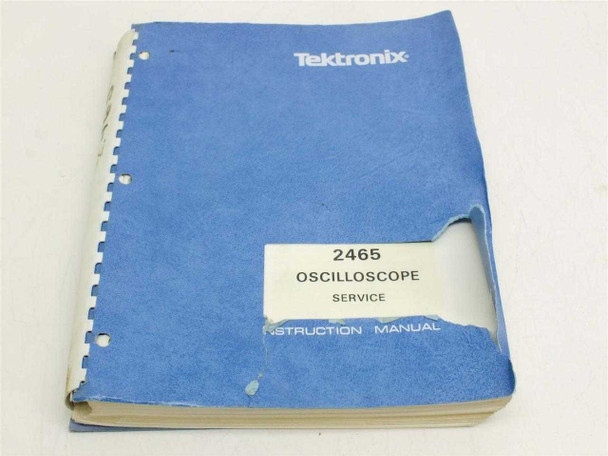 Tektronix
2465
OSCILLOSCOPE
SERVICE
NSTRUCTION MANUAL